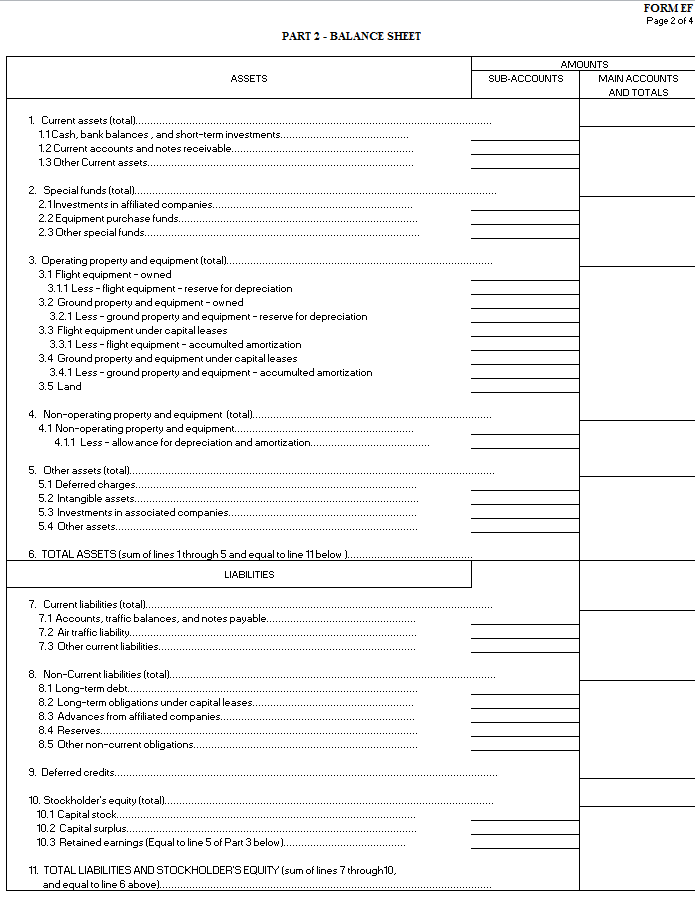 FORM EF
Page 2 of 4
PART 2 - BALANCE SHEET
ASSETS
AMOUNTS
SUB-ACCOUNTS
MAIN ACCOUNTS
AND TOTALS
1. Current assets (total)
1.1 Cash, bank balances , and short-term investments
1.2 Current accounts and notes receivable
1.3 Other Current assets
2. Special funds (total)
2.1 Investments in affiliated companies
2.2 Equipment purchase funds
2.3 Other special funds
3. Operating property and equipment (total)
3.1 Flight equipment - owned
3.1.1 Less - flight equipment - reserve for depreciation
3.2 Ground property and equipment - owned
3.2.1 Less - ground property and equipment - reserve for depreciation
3.3 Flight equipment under capital leases
3.3.1 Less - flight equipment - accumulted amortization
3.4 Ground property and equipment under capital leases
3.4.1 Less - ground property and equipment - accumulted amortization
3.5 Land
4. Non-operating property and equipment (total)
4.1 Non-operating property and equipment
4.1.1 Less - allowance for depreciation and amortization
5. Other assets (total)
5.1 Deferred charges
5.2 Intangible assets
5.3 Investments in associated companies
5.4 Other assets
6. TOTAL ASSETS (sum of lines 1 through 5 and equal to line 11 below )
LIABILITIES
7. Current liabilities (total)
7.1 Accounts, traffic balances, and notes payable
7.2 Air traffic liability
7.3 Other current liabilities
8. Non-Current liabilities (total)
8.1 Long-term debt
8.2 Long-term obligations under capital leases
8.3 Advances from affiliated companies
8.4 Reserves
8.5 Other non-current obligations
9. Deferred credits
10. Stockholder's equity (total)
10.1 Capital stock
10.2 Capital surplus
10.3 Retained earnings (Equal to line 5 of Part 3 below)
11. TOTAL LIABILITIES AND STOCKHOLDER'S EQUITY (sum of lines 7 through10,
and equal to line 6 above)